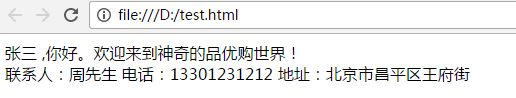 file:///D:/test.html
张三 ,你好。欢迎来到神奇的品优购世界！
联系人：周先生 电话：13301231212 地址：北京市昌平区王府街